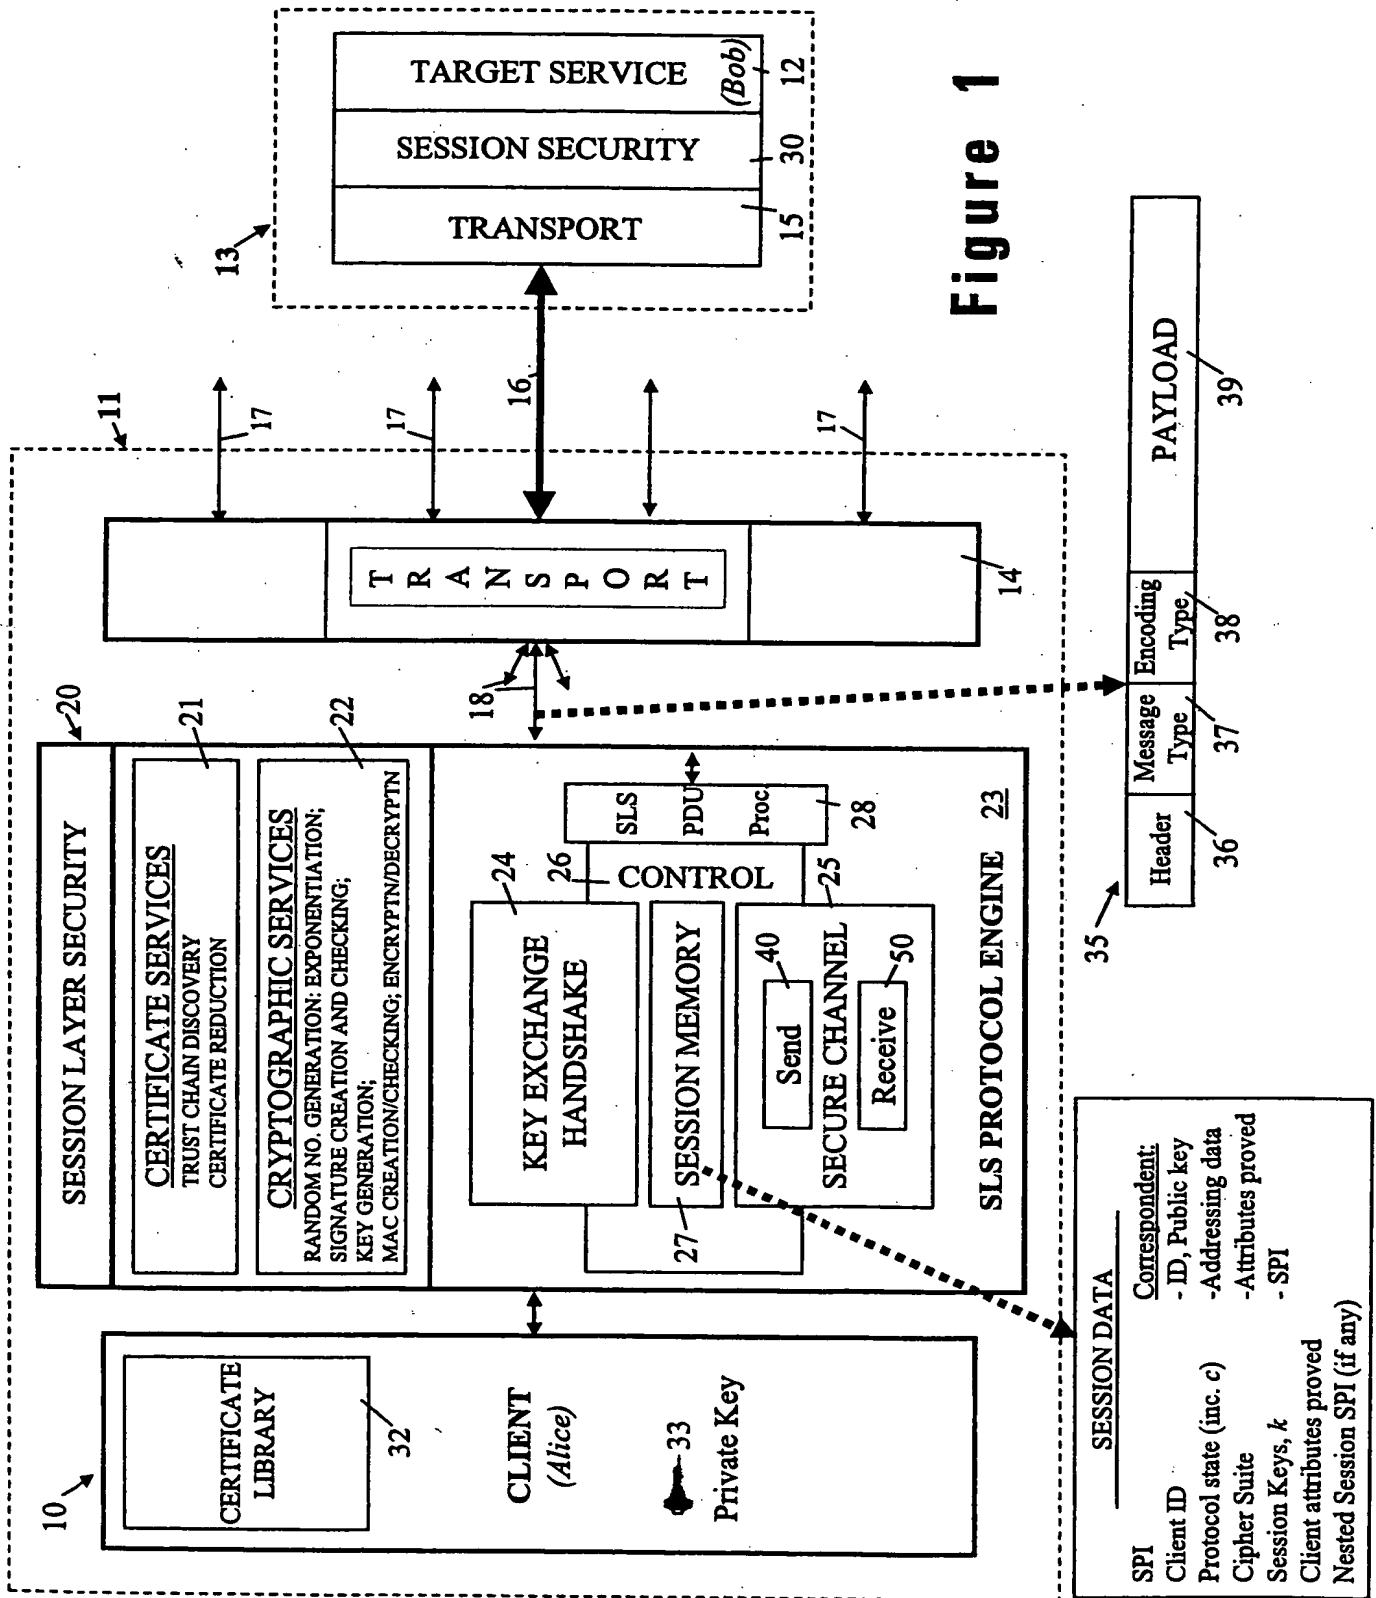 10
CERTIFICATE
LIBRARY
32
CLIENT
(Alice)
33
Private Key
SESSION LAYER SECURITY
20
CERTIFICATE SERVICES
TRUST CHAIN DISCOVERY
CERTIFICATE REDUCTION
21
CRYPTOGRAPHIC SERVICES
RANDOM NO. GENERATION: EXPONENTIATION;
SIGNATURE CREATION AND CHECKING;
KEY GENERATION;
MAC CREATION/CHECKING; ENCRYPTN/DECRYPTN
22
KEY EXCHANGE
HANDSHAKE
24
26
CONTROL
SLS
PDU
Proc.
28
SESSION MEMORY
27
SECURE CHANNEL
25
Send
40
Receive
50
SLS PROTOCOL ENGINE
23
18
11
TRANSPORT
14
17
17
16
17
13
TRANSPORT
15
SESSION SECURITY
30
TARGET SERVICE
(Bob)
12
SESSION DATA
SPI
Client ID
Protocol state (inc. c)
Cipher Suite
Session Keys, k
Client attributes proved
Nested Session SPI (if any)
Correspondent:
- ID, Public key
-Addressing data
-Attributes proved
- SPI
35
Header
36
Message
Type
37
Encoding
Type
38
PAYLOAD
39
Figure 1